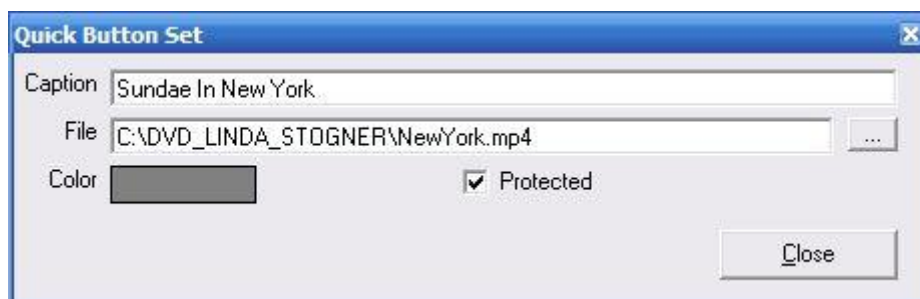 Quick Button Set
Caption Sundae In New York
File C:\DVD_LINDA_STOGNER\NewYork.mp4 ...
Color Protected
Close